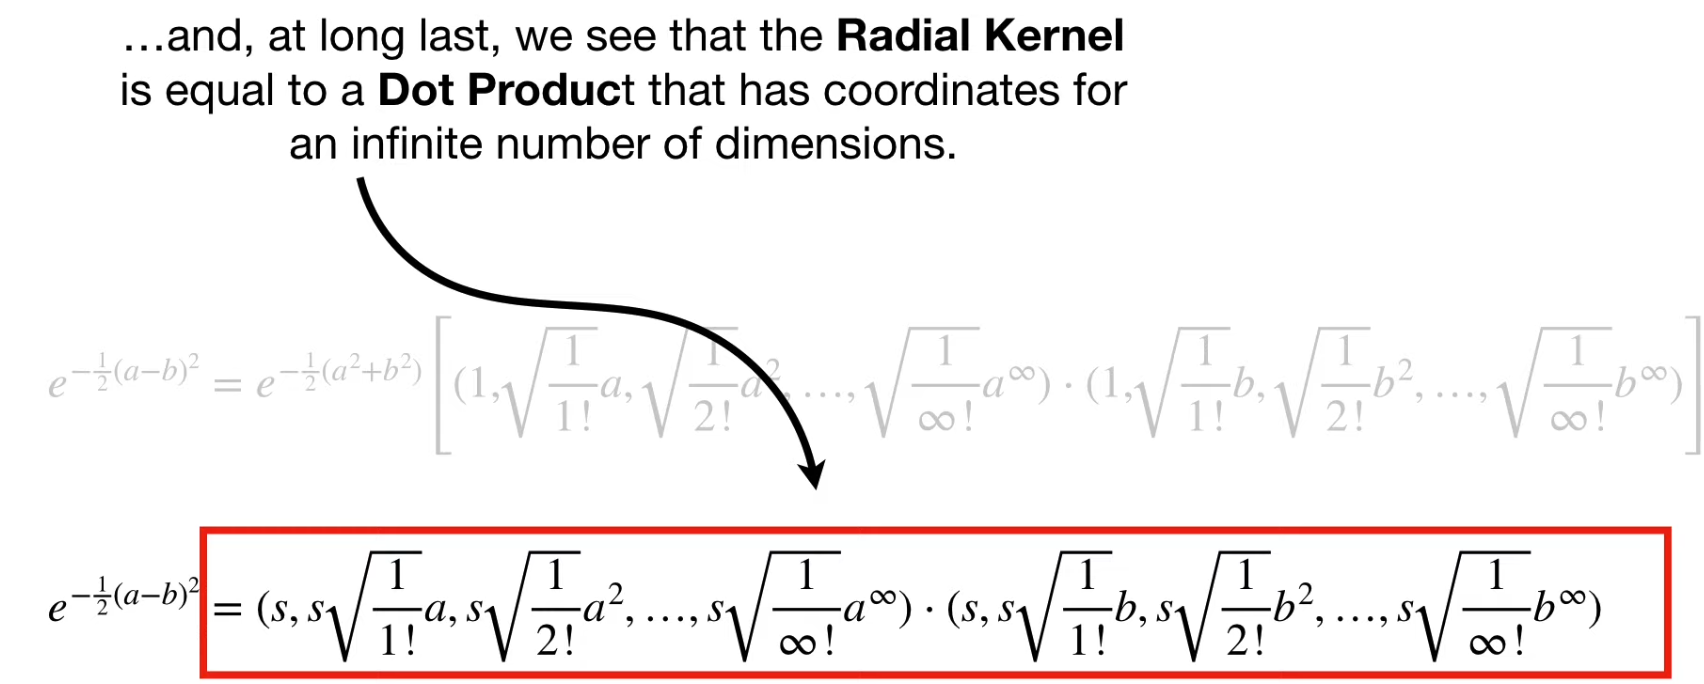 ...and, at long last, we see that the Radial Kernel
is equal to a Dot Product that has coordinates for
an infinite number of dimensions.
$e^{-\frac{1}{2}(a-b)^2} = e^{-\frac{1}{2}(a^2+b^2)} \left[ (1, \sqrt{\frac{1}{1!}}a, \sqrt{\frac{1}{2!}}a^2, \ldots, \sqrt{\frac{1}{\infty!}}a^\infty) \cdot (1, \sqrt{\frac{1}{1!}}b, \sqrt{\frac{1}{2!}}b^2, \ldots, \sqrt{\frac{1}{\infty!}}b^\infty) \right]$
$e^{-\frac{1}{2}(a-b)^2} = (s, s\sqrt{\frac{1}{1!}}a, s\sqrt{\frac{1}{2!}}a^2, \ldots, s\sqrt{\frac{1}{\infty!}}a^\infty) \cdot (s, s\sqrt{\frac{1}{1!}}b, s\sqrt{\frac{1}{2!}}b^2, \ldots, s\sqrt{\frac{1}{\infty!}}b^\infty)$